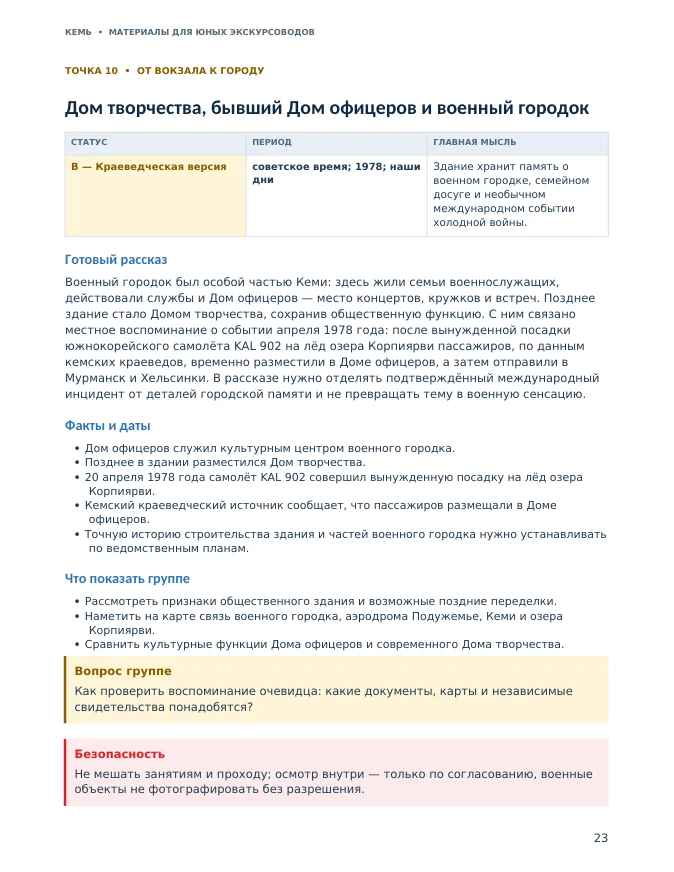 КЕМЬ • МАТЕРИАЛЫ ДЛЯ ЮНЫХ ЭКСКУРСОВОДОВ
ТОЧКА 10 • ОТ ВОКЗАЛА К ГОРОДУ
Дом творчества, бывший Дом офицеров и военный городок
СТАТУС
ПЕРИОД
ГЛАВНАЯ МЫСЛЬ
В — Краеведческая версия
советское время; 1978; наши
дни
Здание хранит память о
военном городке, семейном
досуге и необычном
международном событии
холодной войны.
Готовый рассказ
Военный городок был особой частью Кеми: здесь жили семьи военнослужащих,
действовали службы и Дом офицеров — место концертов, кружков и встреч. Позднее
здание стало Домом творчества, сохранив общественную функцию. С ним связано
местное воспоминание о событии апреля 1978 года: после вынужденной посадки
южнокорейского самолёта KAL 902 на лёд озера Корпиярви пассажиров, по данным
кемских краеведов, временно разместили в Доме офицеров, а затем отправили в
Мурманск и Хельсинки. В рассказе нужно отделять подтверждённый международный
инцидент от деталей городской памяти и не превращать тему в военную сенсацию.
Факты и даты
• Дом офицеров служил культурным центром военного городка.
• Позднее в здании разместился Дом творчества.
• 20 апреля 1978 года самолёт KAL 902 совершил вынужденную посадку на лёд озера
Корпиярви.
• Кемский краеведческий источник сообщает, что пассажиров размещали в Доме
офицеров.
• Точную историю строительства здания и частей военного городка нужно устанавливать
по ведомственным планам.
Что показать группе
• Рассмотреть признаки общественного здания и возможные поздние переделки.
• Наметить на карте связь военного городка, аэродрома Подужемье, Кеми и озера
Корпиярви.
• Сравнить культурные функции Дома офицеров и современного Дома творчества.
Вопрос группе
Как проверить воспоминание очевидца: какие документы, карты и независимые
свидетельства понадобятся?
Безопасность
Не мешать занятиям и проходу; осмотр внутри — только по согласованию, военные
объекты не фотографировать без разрешения.
23